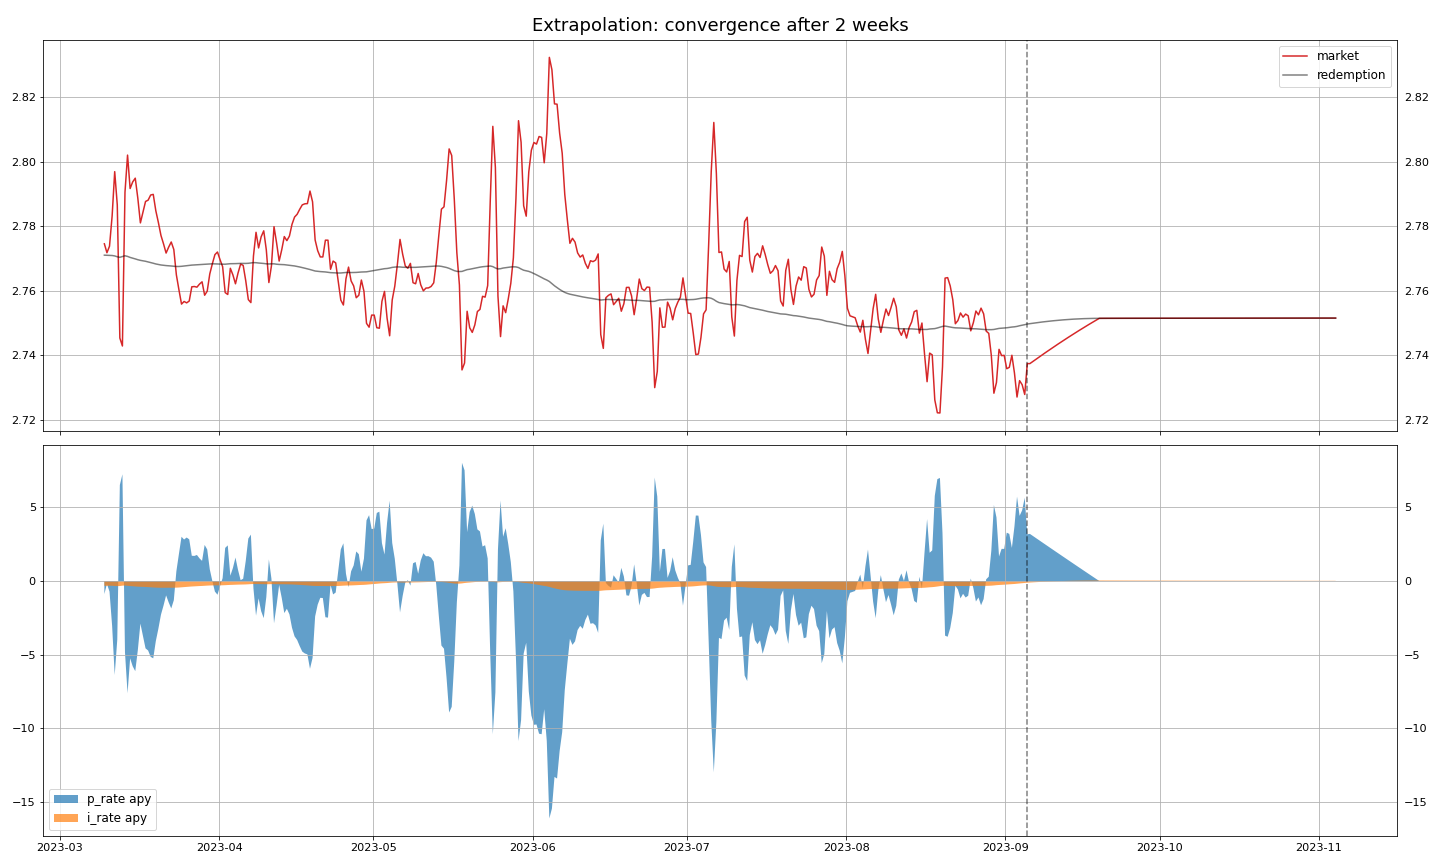 Extrapolation: convergence after 2 weeks
market
redemption
2.82 2.82
2.80 2.80
2.78 2.78
2.76 2.76
2.74 2.74
2.72 2.72
5 5
0 0
−5 −5
−10 −10
−15 −15
p_rate apy
i_rate apy
2023-03 2023-04 2023-05 2023-06 2023-07 2023-08 2023-09 2023-10 2023-11